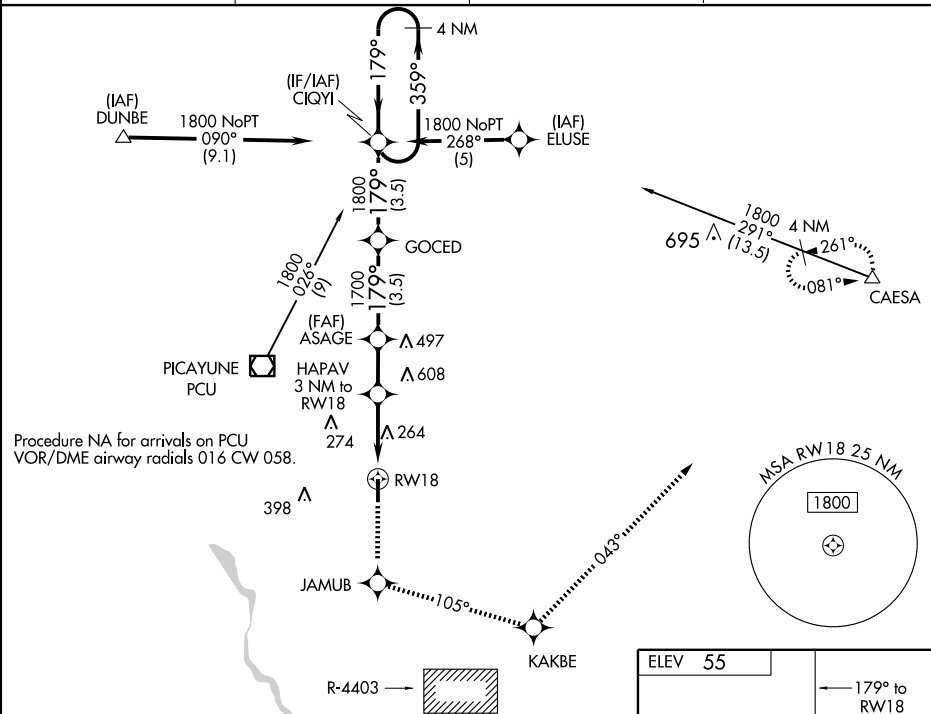 4 NM
179°
359°
(IF/IAF)
CIQYI
(IAF)
DUNBE
1800 NoPT
090°
(9.1)
1800 NoPT
268°
(5)
(IAF)
ELUSE
1800
179°
(3.5)
GOCED
1800
291°
(13.5)
695
4 NM
261°
081°
CAESA
1800
026°
(9)
1700
179°
(3.5)
(FAF)
ASAGE
497
PICAYUNE
PCU
HAPAV
3 NM to
RW18
608
274
264
Procedure NA for arrivals on PCU
VOR/DME airway radials 016 CW 058.
RW18
398
MSA RW18 25 NM
1800
043°
JAMUB
105°
KAKBE
R-4403
ELEV 55
179° to
RW18